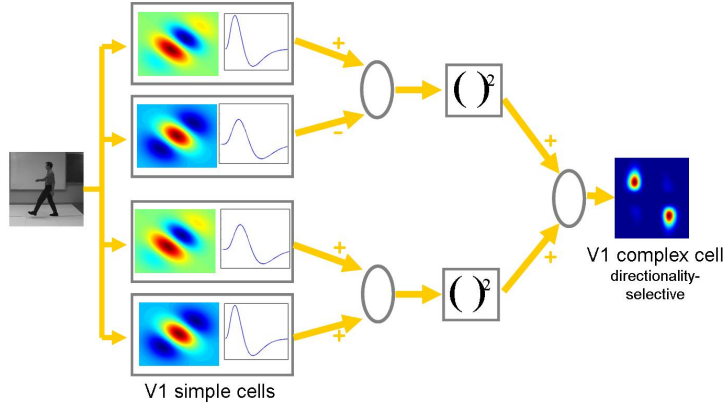 +
( )²
−
+
+
V1 complex cell
directionality-
selective
+
( )²
+
V1 simple cells